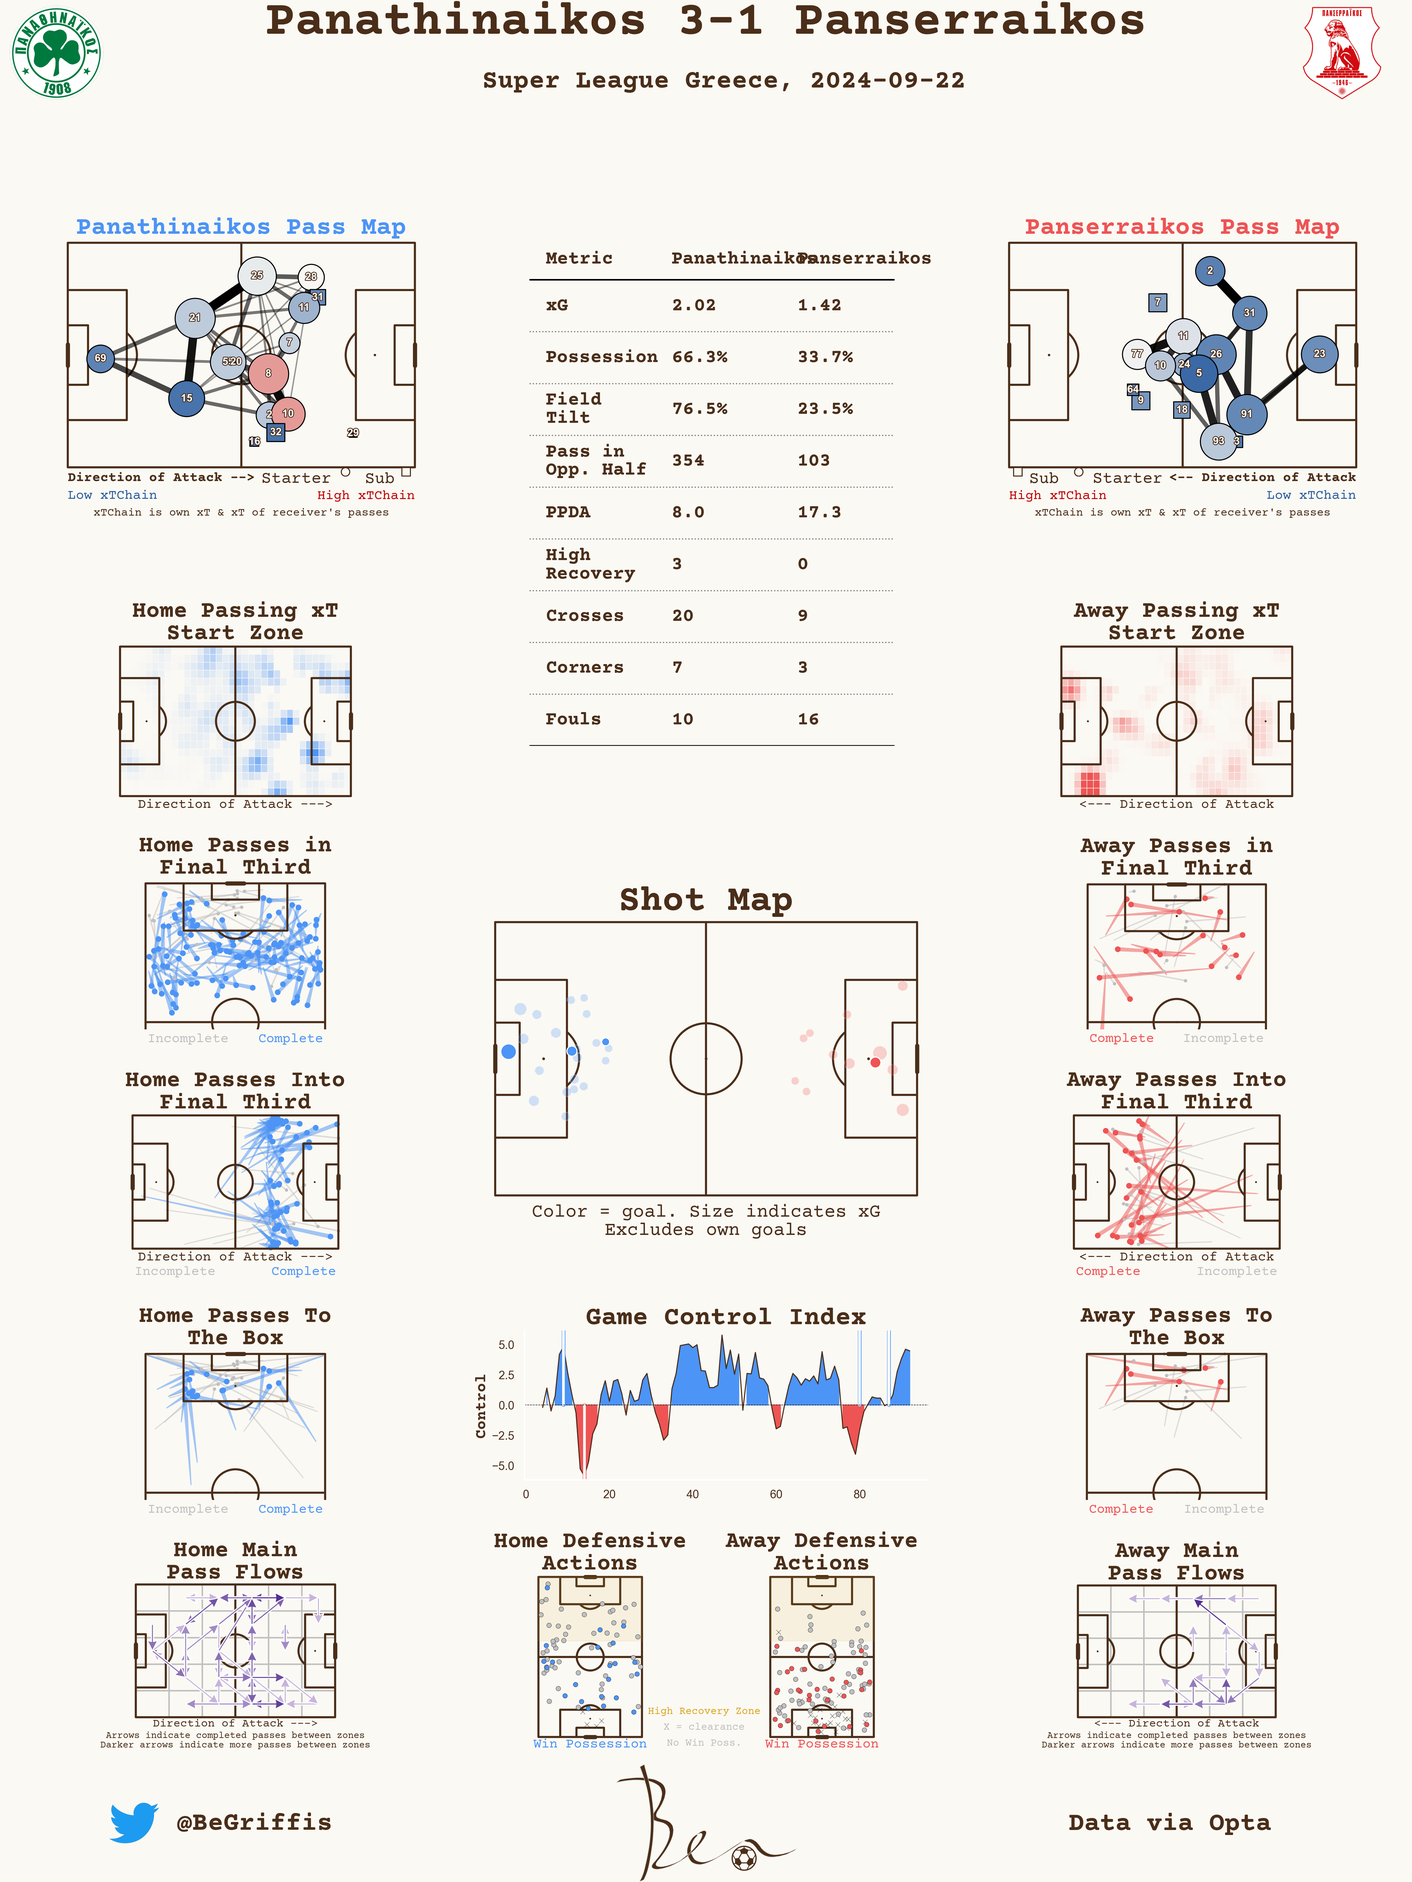 Panathinaikos 3-1 Panserraikos
Super League Greece, 2024-09-22
ΠΑΝΑΘΗΝΑΪΚΟΣ
1908
ΠΑΝΣΕΡΡΑΪΚΟΣ
1946
Panathinaikos Pass Map
25
28
31
11
21
7
69
5
20
8
15
2
10
32
16
29
Direction of Attack --> Starter Sub
Low xTChain High xTChain
xTChain is own xT & xT of receiver's passes
Metric Panathinaikos Panserraikos
xG 2.02 1.42
Possession 66.3% 33.7%
Field
Tilt 76.5% 23.5%
Pass in
Opp. Half 354 103
PPDA 8.0 17.3
High
Recovery 3 0
Crosses 20 9
Corners 7 3
Fouls 10 16
Panserraikos Pass Map
2
7
31
11
77
26
23
10
24
5
64
9
18
91
93
3
Sub Starter <-- Direction of Attack
High xTChain Low xTChain
xTChain is own xT & xT of receiver's passes
Home Passing xT
Start Zone
Direction of Attack --->
Away Passing xT
Start Zone
<--- Direction of Attack
Home Passes in
Final Third
Incomplete Complete
Away Passes in
Final Third
Complete Incomplete
Shot Map
Color = goal. Size indicates xG
Excludes own goals
Home Passes Into
Final Third
Direction of Attack --->
Incomplete Complete
Away Passes Into
Final Third
<--- Direction of Attack
Complete Incomplete
Home Passes To
The Box
Incomplete Complete
Game Control Index
Control
5.0
2.5
0.0
−2.5
−5.0
0 20 40 60 80
Away Passes To
The Box
Complete Incomplete
Home Main
Pass Flows
Direction of Attack --->
Arrows indicate completed passes between zones
Darker arrows indicate more passes between zones
Home Defensive
Actions
Win Possession
High Recovery Zone
X = clearance
No Win Poss.
Away Defensive
Actions
Win Possession
Away Main
Pass Flows
<--- Direction of Attack
Arrows indicate completed passes between zones
Darker arrows indicate more passes between zones
@BeGriffis
Ben
Data via Opta